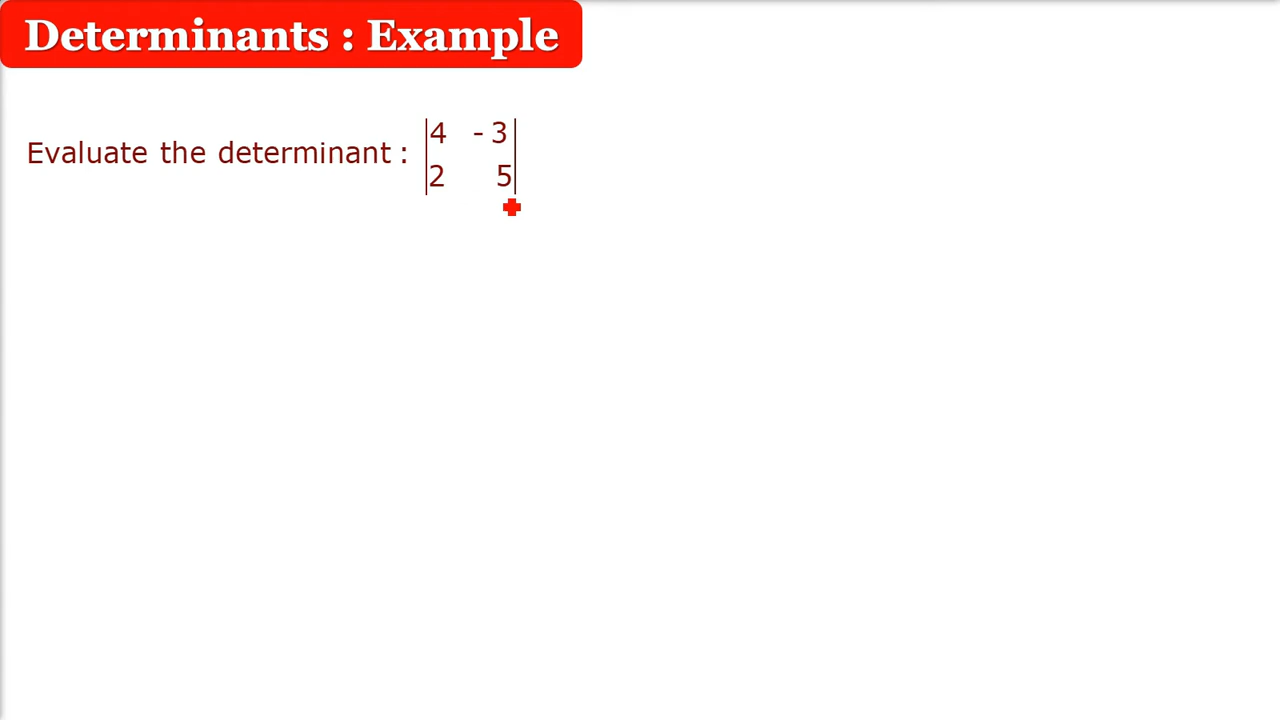 Determinants : Example
Evaluate the determinant : |4 - 3|
|2 5|